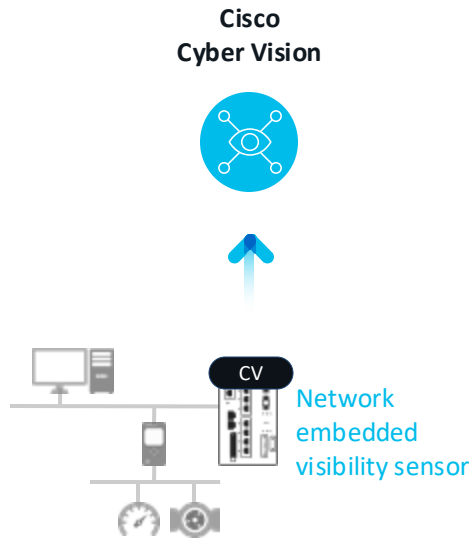 Cisco
Cyber Vision
CV
Network
embedded
visibility sensor